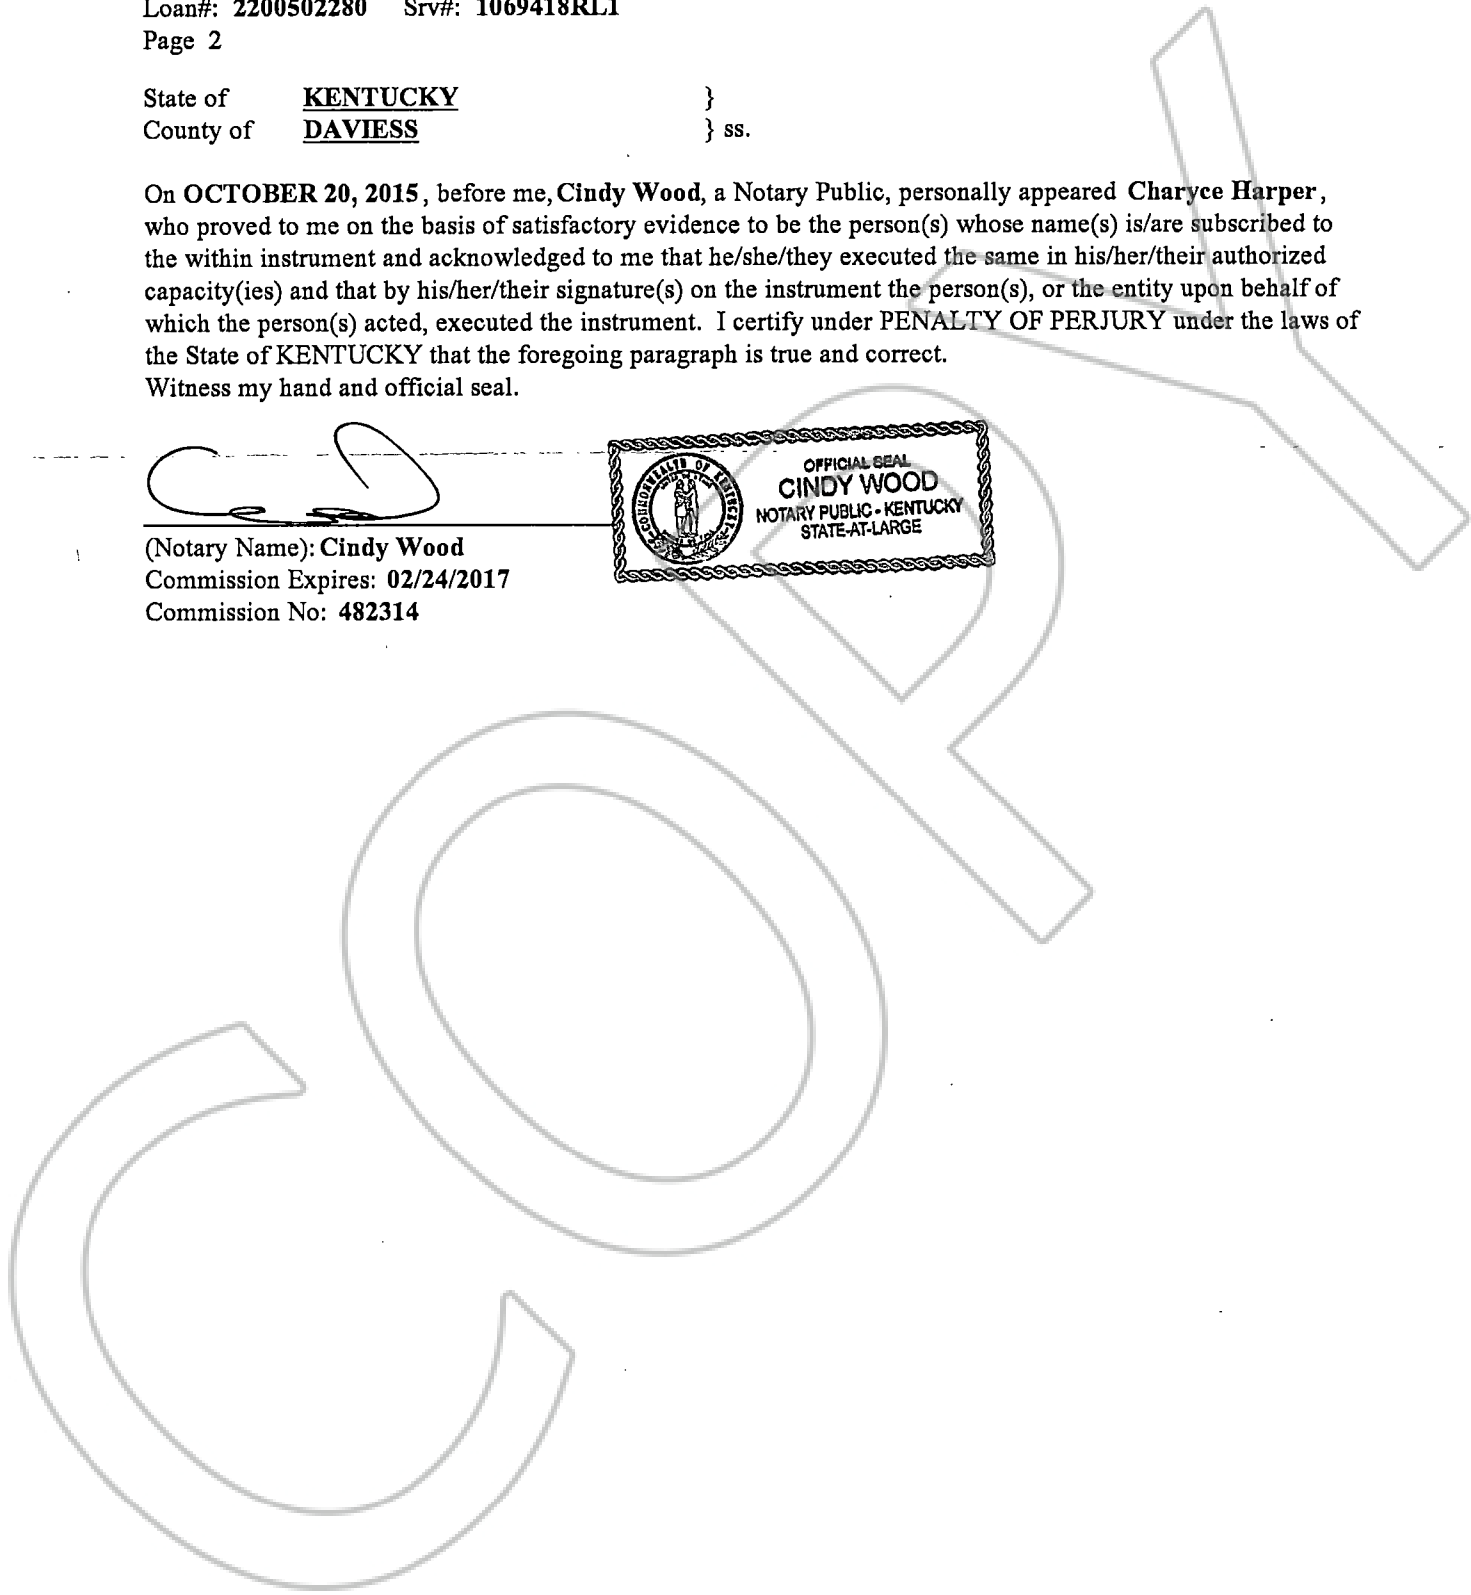 Loan#: 2200502280 Srv#: 1069418RL1
Page 2
State of KENTUCKY }
County of DAVIESS } ss.
On OCTOBER 20, 2015, before me, Cindy Wood, a Notary Public, personally appeared Charyce Harper,
who proved to me on the basis of satisfactory evidence to be the person(s) whose name(s) is/are subscribed to
the within instrument and acknowledged to me that he/she/they executed the same in his/her/their authorized
capacity(ies) and that by his/her/their signature(s) on the instrument the person(s), or the entity upon behalf of
which the person(s) acted, executed the instrument. I certify under PENALTY OF PERJURY under the laws of
the State of KENTUCKY that the foregoing paragraph is true and correct.
Witness my hand and official seal.
COMMONWEALTH OF KENTUCKY
OFFICIAL SEAL
CINDY WOOD
NOTARY PUBLIC - KENTUCKY
STATE-AT-LARGE
(Notary Name): Cindy Wood
Commission Expires: 02/24/2017
Commission No: 482314
COPY